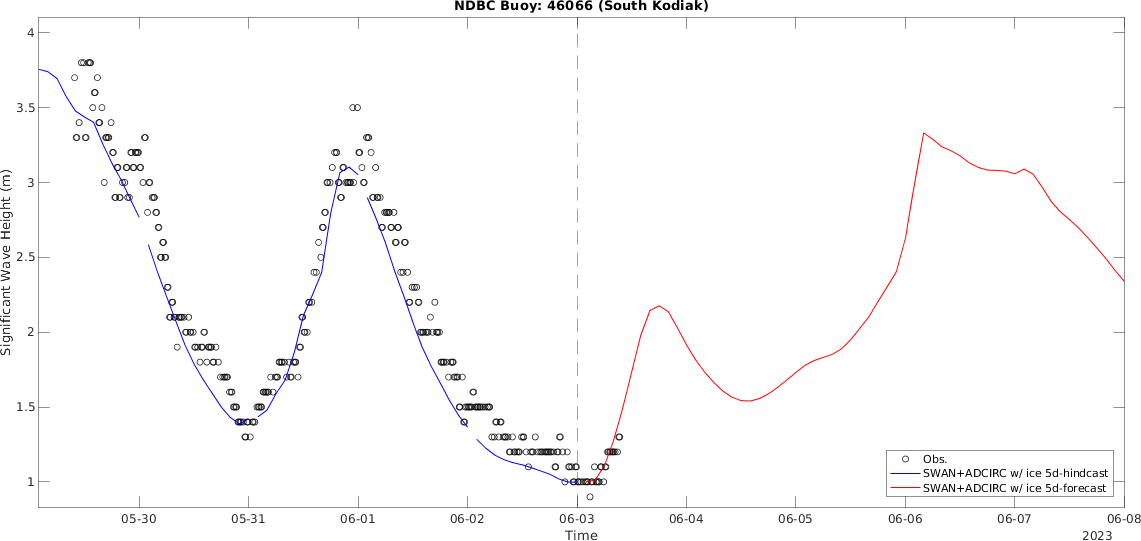 NDBC Buoy: 46066 (South Kodiak)
Significant Wave Height (m)
4
3.5
3
2.5
2
1.5
1
Obs.
SWAN+ADCIRC w/ ice 5d-hindcast
SWAN+ADCIRC w/ ice 5d-forecast
05-30 05-31 06-01 06-02 06-03 06-04 06-05 06-06 06-07 06-08
Time
2023